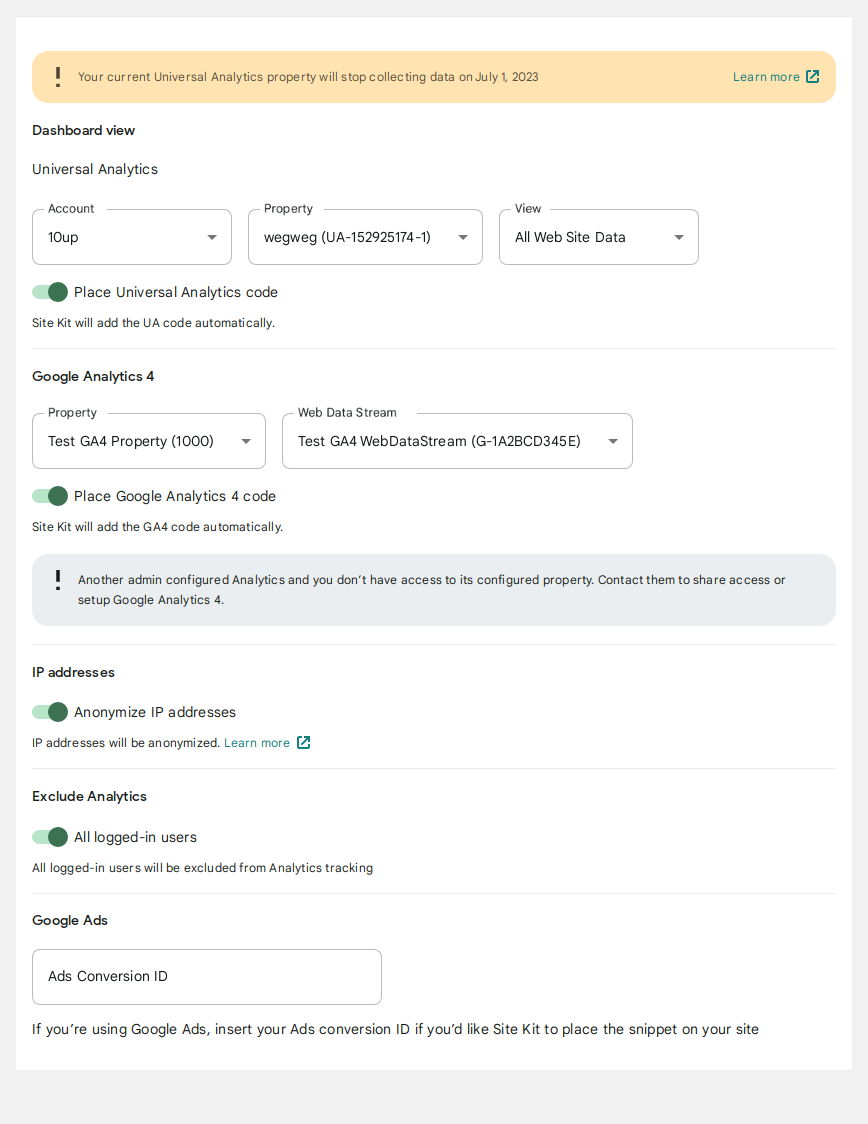 Your current Universal Analytics property will stop collecting data on July 1, 2023
Learn more
Dashboard view
Universal Analytics
Account
10up
Property
wegweg (UA-152925174-1)
View
All Web Site Data
Place Universal Analytics code
Site Kit will add the UA code automatically.
Google Analytics 4
Property
Test GA4 Property (1000)
Web Data Stream
Test GA4 WebDataStream (G-1A2BCD345E)
Place Google Analytics 4 code
Site Kit will add the GA4 code automatically.
Another admin configured Analytics and you don’t have access to its configured property. Contact them to share access or
setup Google Analytics 4.
IP addresses
Anonymize IP addresses
IP addresses will be anonymized. Learn more
Exclude Analytics
All logged-in users
All logged-in users will be excluded from Analytics tracking
Google Ads
Ads Conversion ID
If you’re using Google Ads, insert your Ads conversion ID if you’d like Site Kit to place the snippet on your site